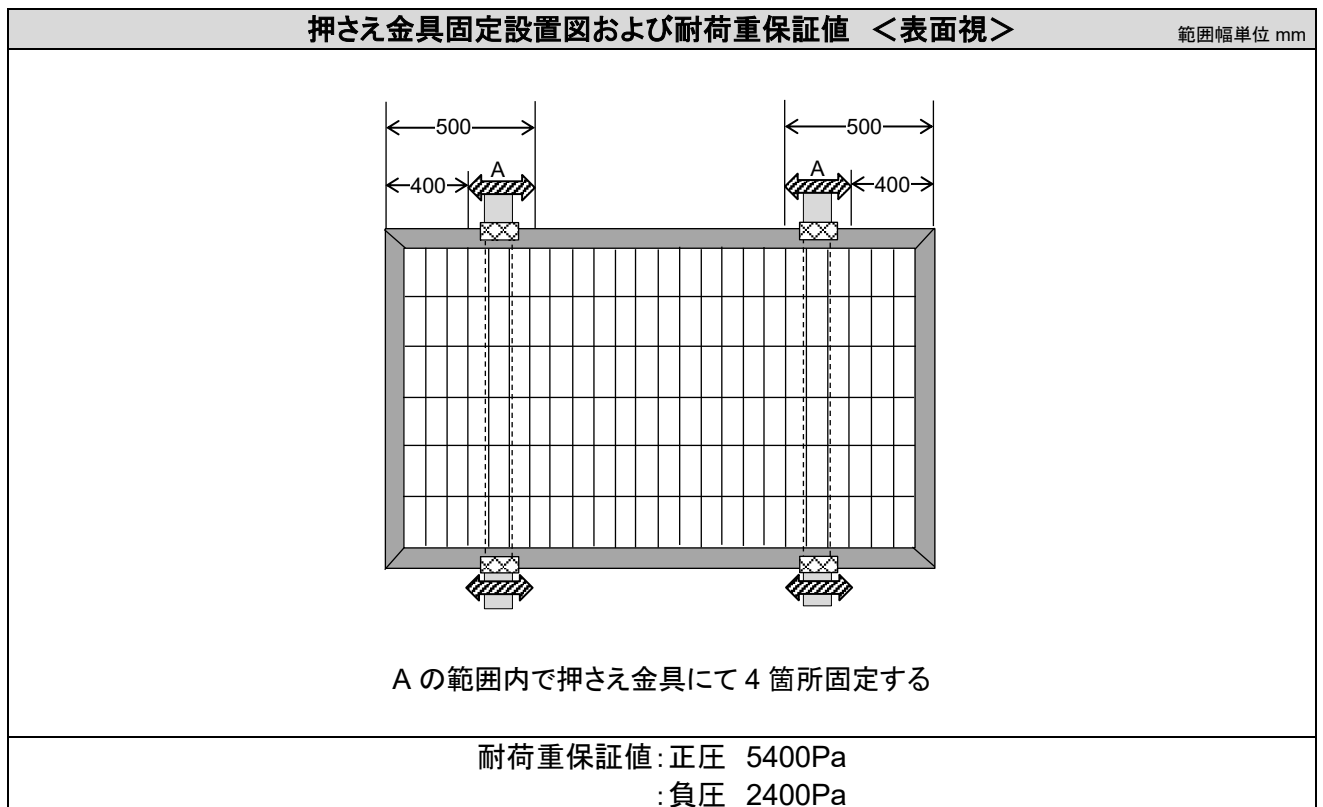 押さえ金具固定設置図および耐荷重保証値 <表面視> 範囲幅単位 mm
500 500
A A
400 400
A の範囲内で押さえ金具にて 4 箇所固定する
耐荷重保証値:正圧 5400Pa
:負圧 2400Pa